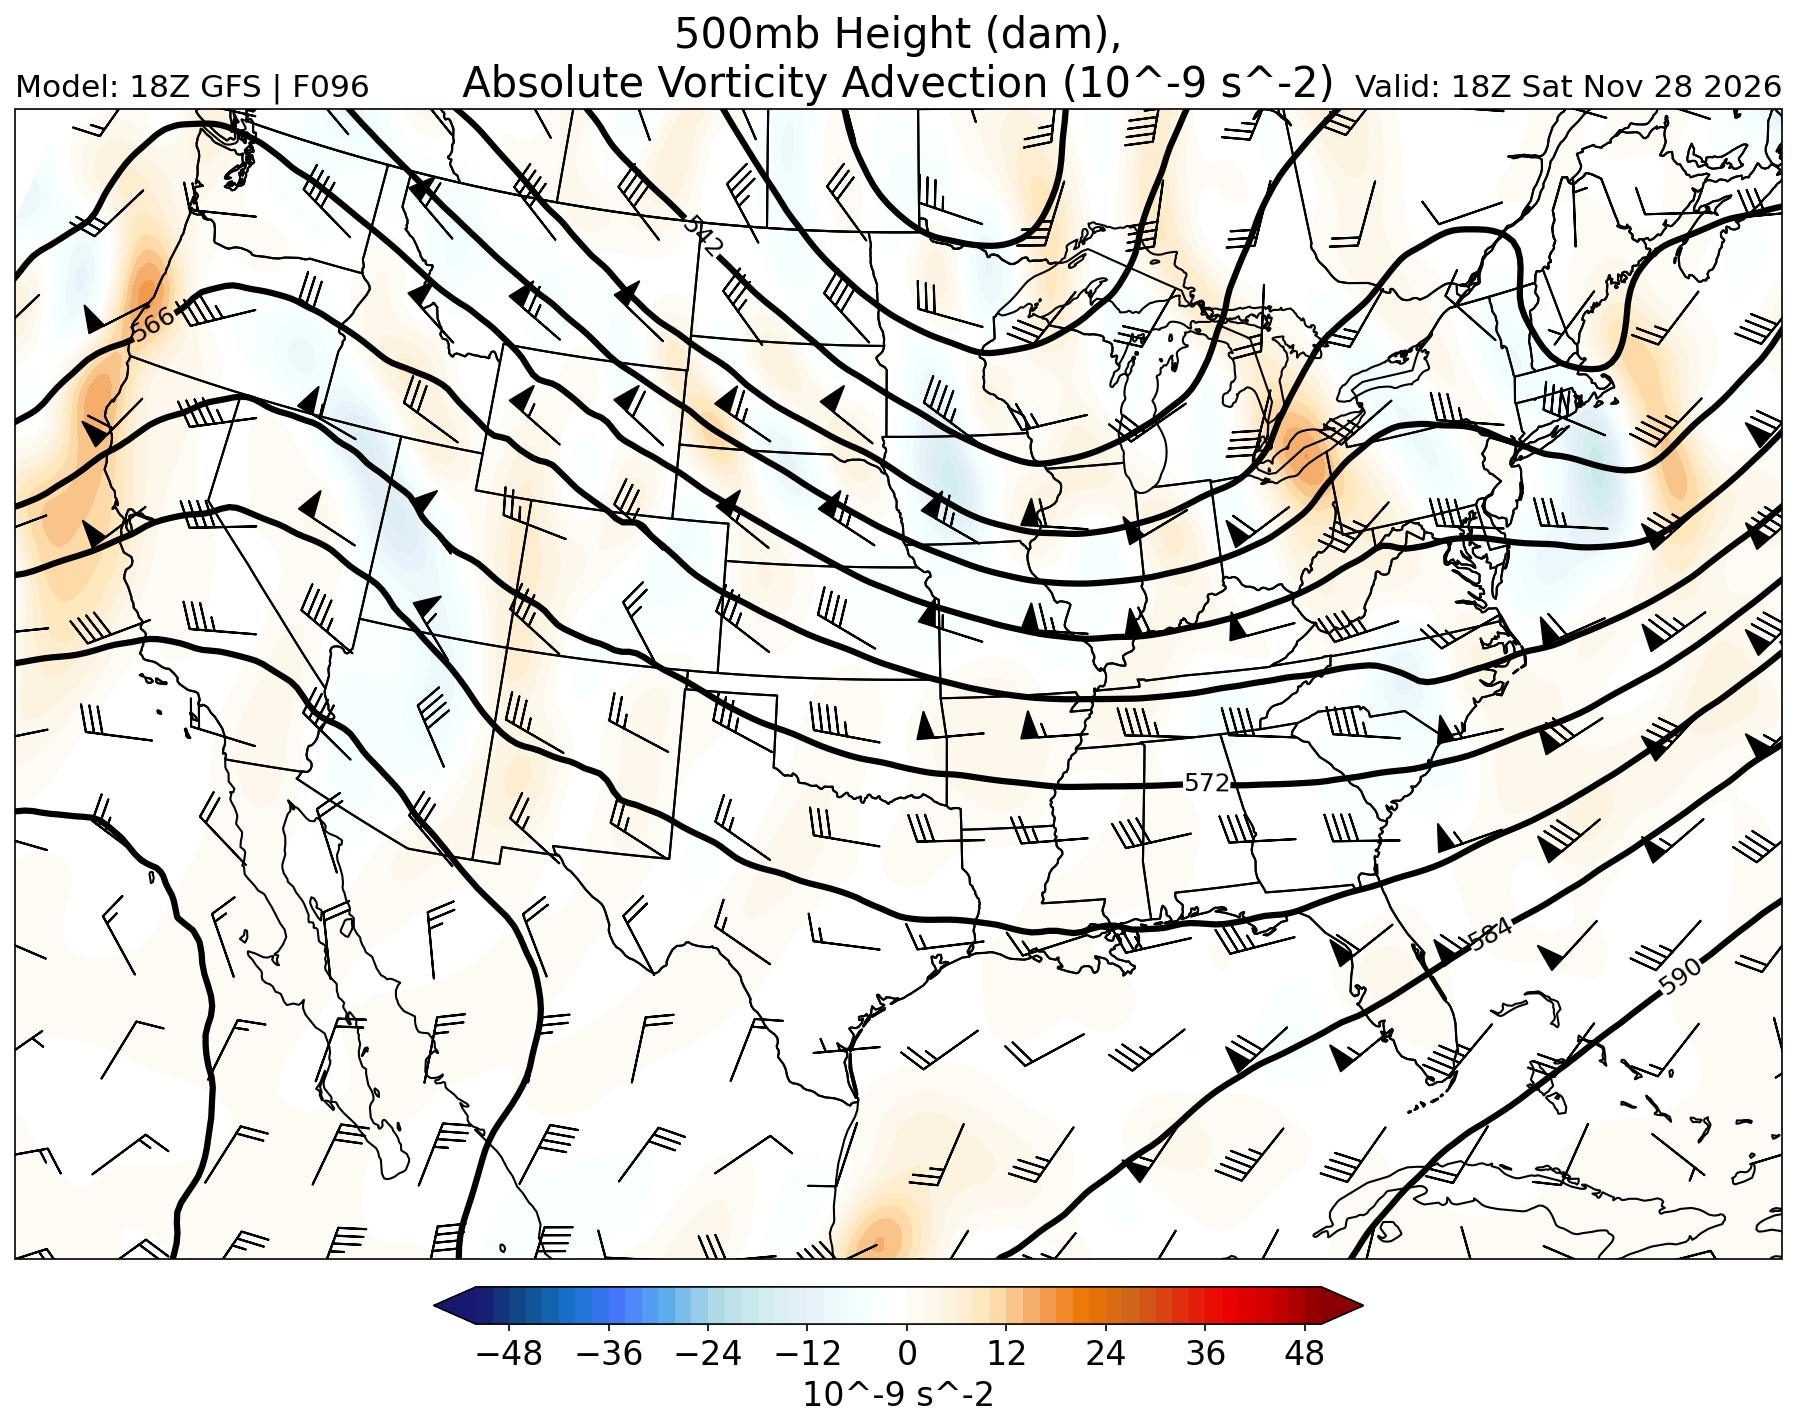 500mb Height (dam),
Model: 18Z GFS | F096
Absolute Vorticity Advection (10^-9 s^-2)
Valid: 18Z Sat Nov 28 2026
542
566
572
584
590
−48
−36
−24
−12
0
12
24
36
48
10^-9 s^-2